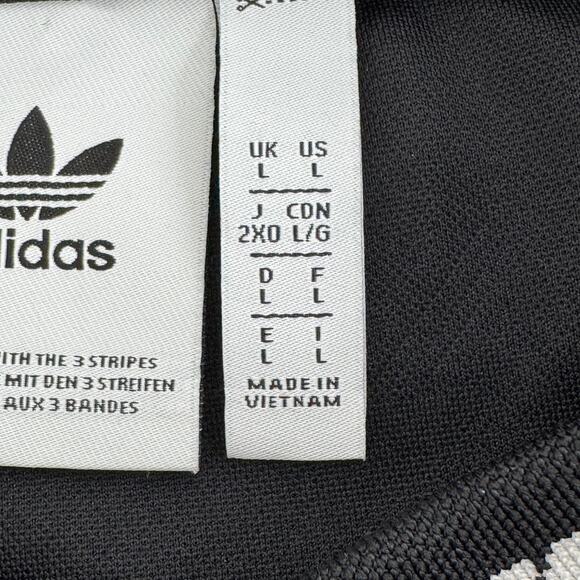 adidas
WITH THE 3 STRIPES
MIT DEN 3 STREIFEN
AUX 3 BANDES
UK US
L L
J CDN
2XO L/G
D F
L L
E I
L L
MADE IN
VIETNAM